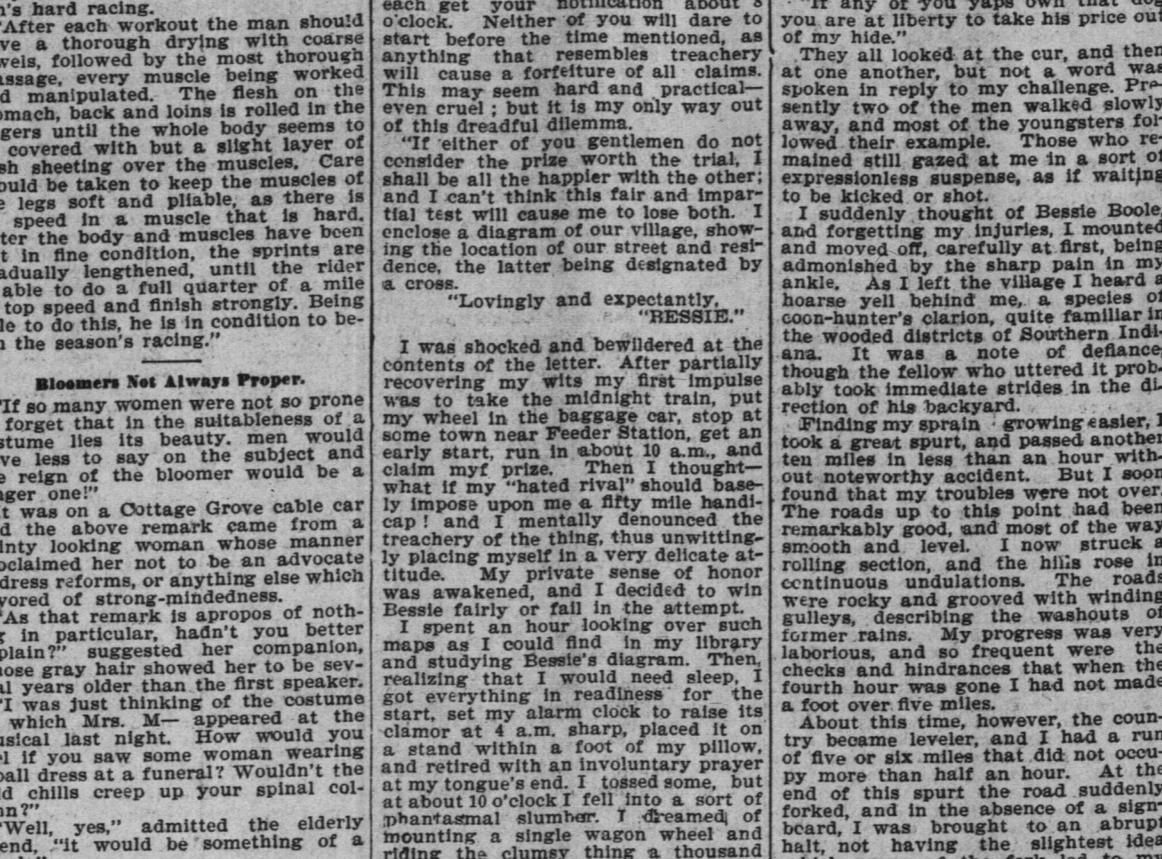 n's hard racing.
"After each workout the man should
ve a thorough drying with coarse
wels, followed by the most thorough
assage, every muscle being worked
d manipulated. The flesh on the
omach, back and loins is rolled in the
gers until the whole body seems to
covered with but a slight layer of
sh sheeting over the muscles. Care
ould be taken to keep the muscles of
e legs soft and pliable, as there is
speed in a muscle that is hard.
ter the body and muscles have been
t in fine condition, the sprints are
adually lengthened, until the rider
able to do a full quarter of a mile
top speed and finish strongly. Being
le to do this, he is in condition to be-
n the season's racing."
Bloomers Not Always Proper.
"If so many women were not so prone
forget that in the suitableness of a
stume lies its beauty. men would
ve less to say on the subject and
e reign of the bloomer would be a
nger one!"
It was on a Cottage Grove cable car
d the above remark came from a
inty looking woman whose manner
oclaimed her not to be an advocate
dress reforms, or anything else which
vored of strong-mindedness.
"As that remark is apropos of noth-
g in particular, hadn't you better
plain?" suggested her companion,
hose gray hair showed her to be sev-
al years older than the first speaker.
"I was just thinking of the costume
which Mrs. M— appeared at the
usical last night. How would you
el if you saw some woman wearing
ball dress at a funeral? Wouldn't the
ld chills creep up your spinal col-
nn?"
"Well, yes," admitted the elderly
end, "it would be something of a
each get your notification about 8
o'clock. Neither of you will dare to
start before the time mentioned, as
anything that resembles treachery
will cause a forfeiture of all claims.
This may seem hard and practical—
even cruel; but it is my only way out
of this dreadful dilemma.
"If either of you gentlemen do not
consider the prize worth the trial, I
shall be all the happier with the other;
and I can't think this fair and impar-
tial test will cause me to lose both. I
enclose a diagram of our village, show-
ing the location of our street and resi-
dence, the latter being designated by
a cross.
"Lovingly and expectantly,
"BESSIE."
I was shocked and bewildered at the
contents of the letter. After partially
recovering my wits my first impulse
was to take the midnight train, put
my wheel in the baggage car, stop at
some town near Feeder Station, get an
early start, run in about 10 a.m., and
claim myf prize. Then I thought—
what if my "hated rival" should base-
ly impose upon me a fifty mile handi-
cap! and I mentally denounced the
treachery of the thing, thus unwitting-
ly placing myself in a very delicate at-
titude. My private sense of honor
was awakened, and I decided to win
Bessie fairly or fail in the attempt.
I spent an hour looking over such
maps as I could find in my library
and studying Bessie's diagram. Then,
realizing that I would need sleep, I
got everything in readiness for the
start, set my alarm clock to raise its
clamor at 4 a.m. sharp, placed it on
a stand within a foot of my pillow,
and retired with an involuntary prayer
at my tongue's end. I tossed some, but
at about 10 o'clock I fell into a sort of
phantasmal slumber. I dreamed of
mounting a single wagon wheel and
riding the clumsy thing a thousand
"If any of you yaps own that dog
you are at liberty to take his price out
of my hide."
They all looked at the cur, and then
at one another, but not a word was
spoken in reply to my challenge. Pre-
sently two of the men walked slowly
away, and most of the youngsters fol-
lowed their example. Those who re-
mained still gazed at me in a sort of
expressionless suspense, as if waiting
to be kicked or shot.
I suddenly thought of Bessie Boole,
and forgetting my injuries, I mounted
and moved off, carefully at first, being
admonished by the sharp pain in my
ankle. As I left the village I heard a
hoarse yell behind me, a species of
coon-hunter's clarion, quite familiar in
the wooded districts of Southern Indi-
ana. It was a note of defiance,
though the fellow who uttered it prob-
ably took immediate strides in the di-
rection of his backyard.
Finding my sprain growing easier, I
took a great spurt, and passed another
ten miles in less than an hour with-
out noteworthy accident. But I soon
found that my troubles were not over.
The roads up to this point had been
remarkably good, and most of the way
smooth and level. I now struck a
rolling section, and the hills rose in
continuous undulations. The roads
were rocky and grooved with winding
gulleys, describing the washouts of
former rains. My progress was very
laborious, and so frequent were the
checks and hindrances that when the
fourth hour was gone I had not made
a foot over five miles.
About this time, however, the coun-
try became leveler, and I had a run
of five or six miles that did not occu-
py more than half an hour. At the
end of this spurt the road suddenly
forked, and in the absence of a sign-
board, I was brought to an abrupt
halt, not having the slightest idea